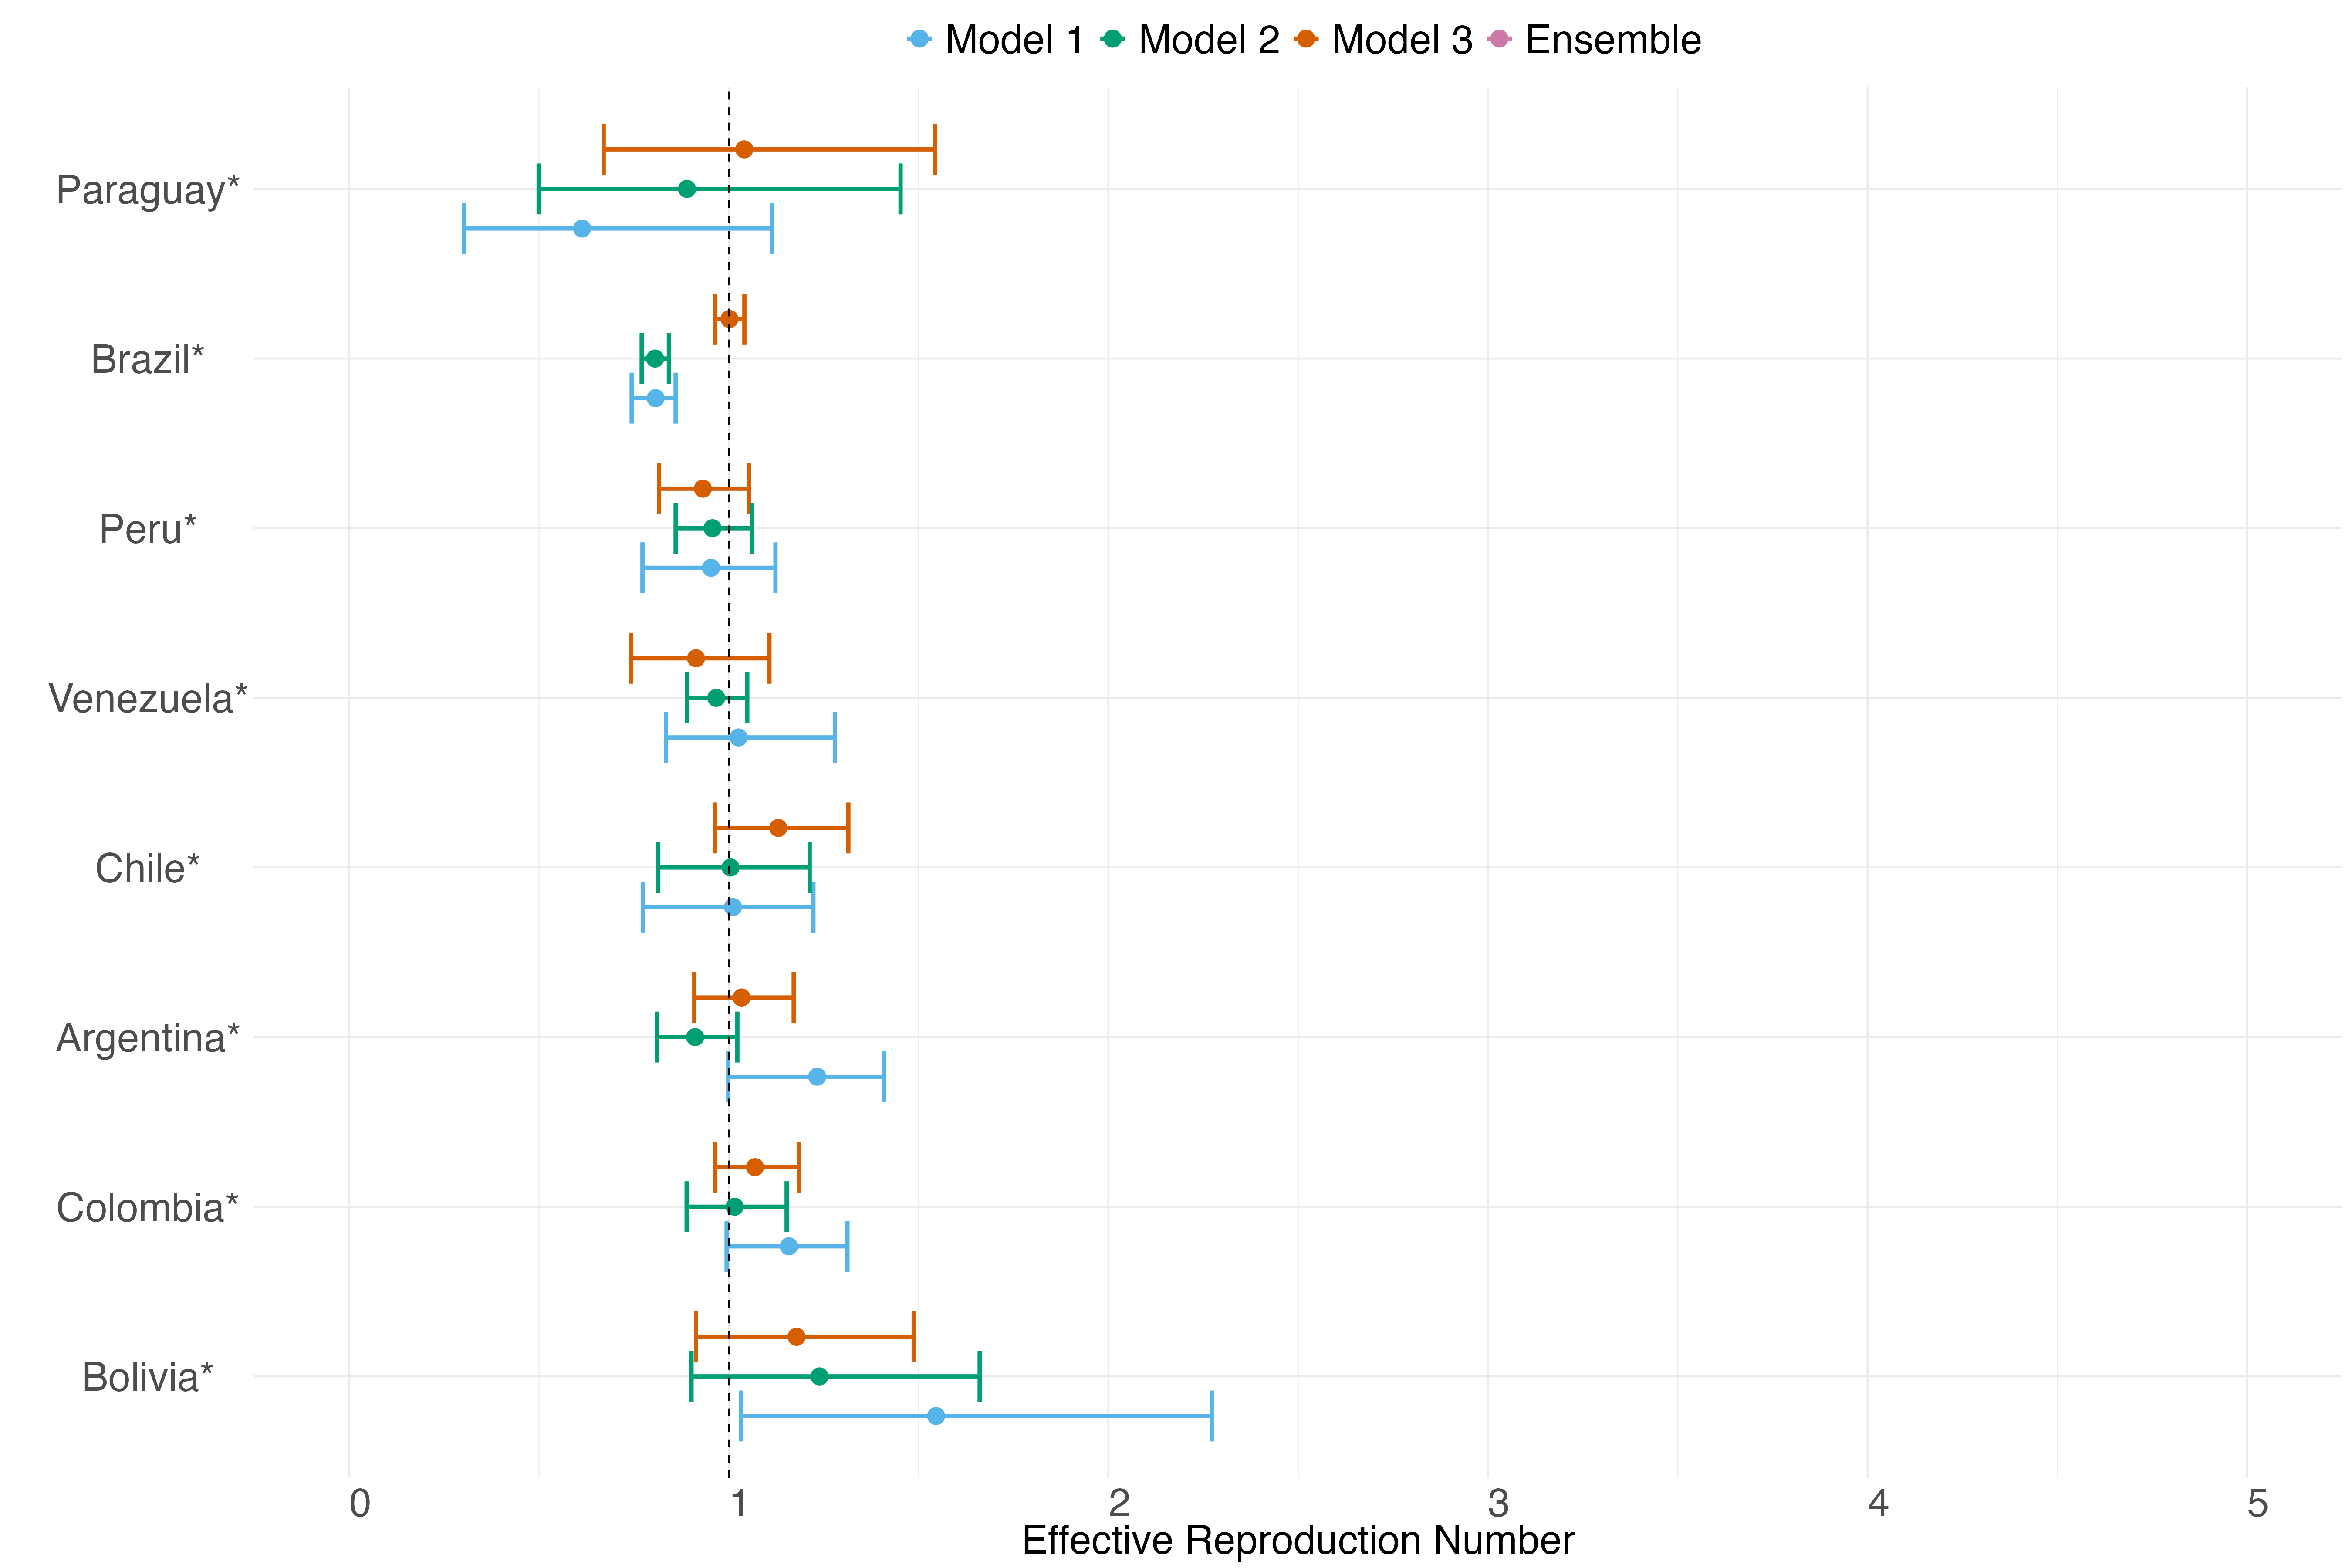 Model 1 Model 2 Model 3 Ensemble
Paraguay*
Brazil*
Peru*
Venezuela*
Chile*
Argentina*
Colombia*
Bolivia*
0 1 2 3 4 5
Effective Reproduction Number